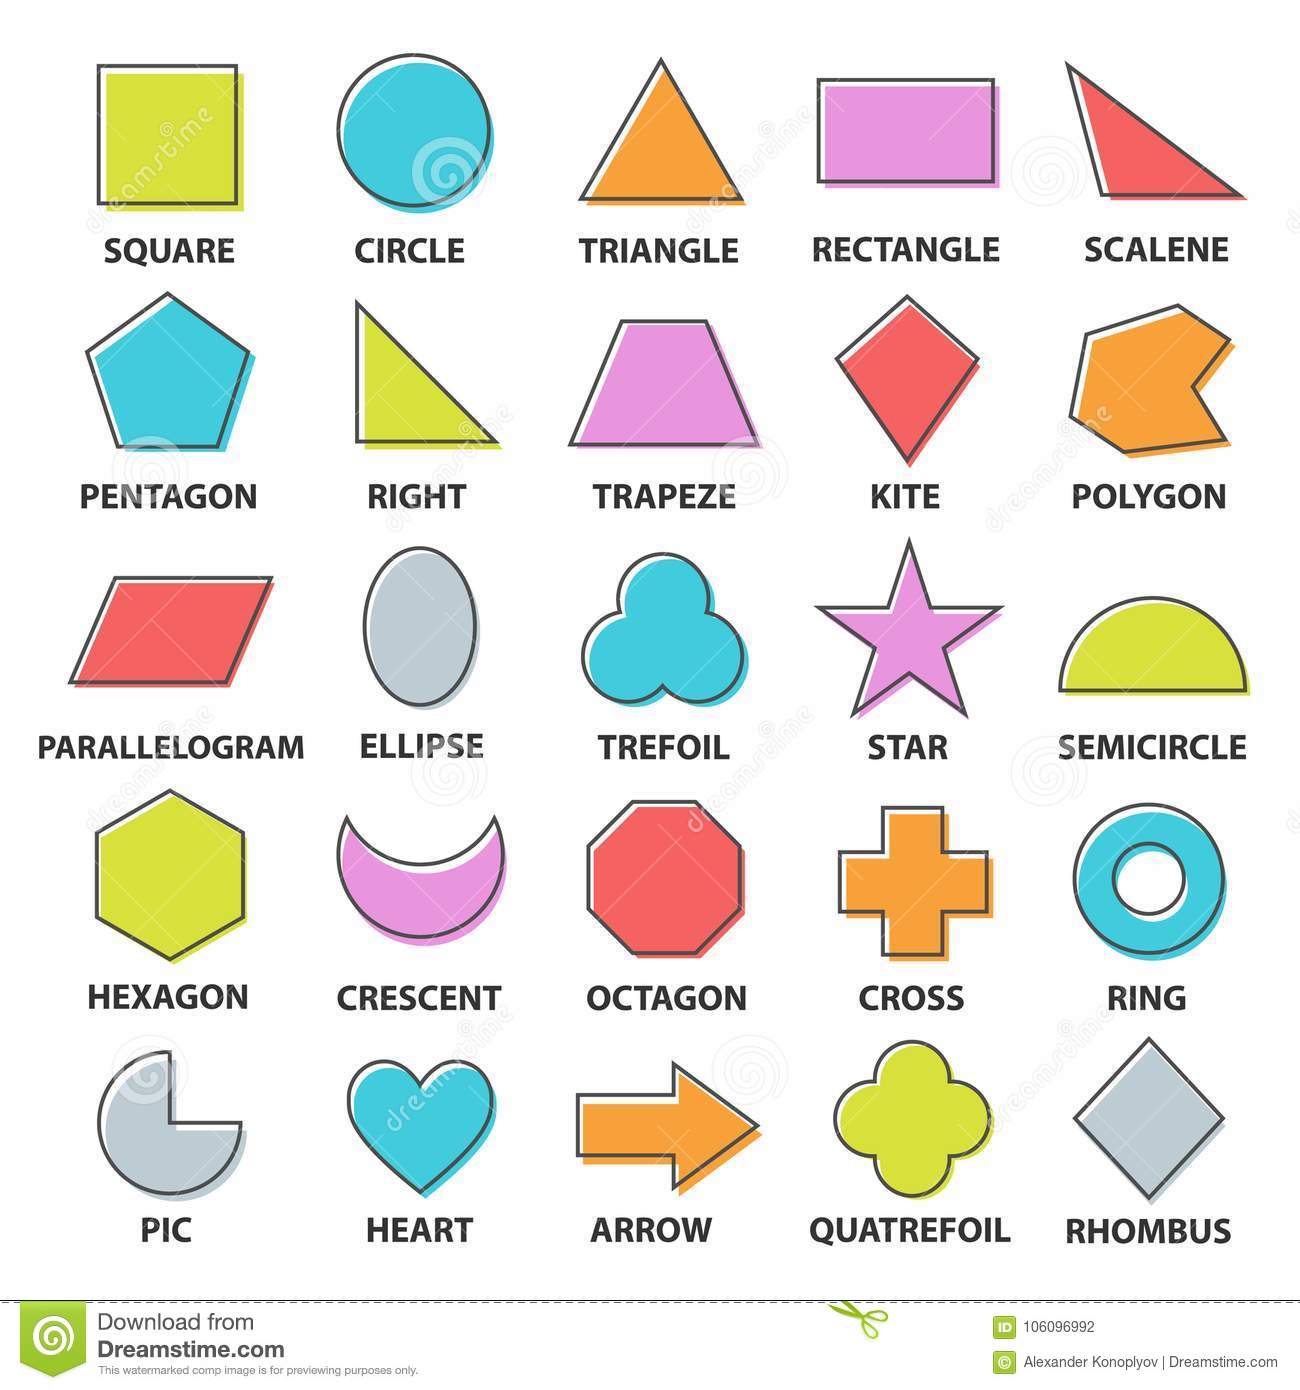 SQUARE CIRCLE TRIANGLE RECTANGLE SCALENE
PENTAGON RIGHT TRAPEZE KITE POLYGON
PARALLELOGRAM ELLIPSE TREFOIL STAR SEMICIRCLE
HEXAGON CRESCENT OCTAGON CROSS RING
PIC HEART ARROW QUATREFOIL RHOMBUS
Download from
Dreamstime.com
This watermarked comp image is for previewing purposes only.
ID 106096992
© Alexander Konoplyov | Dreamstime.com
dreamstime